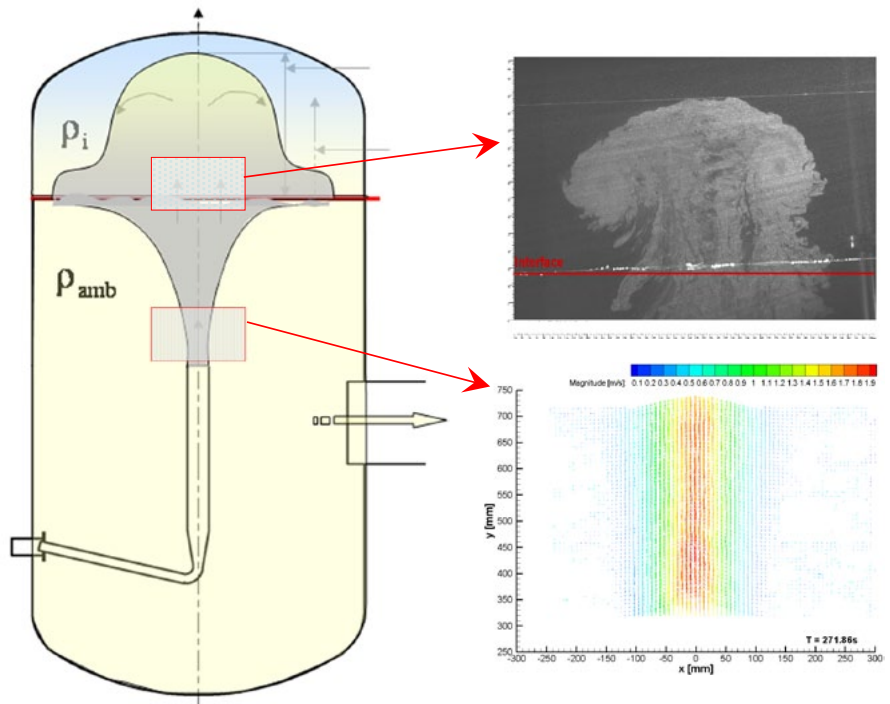 ρi
ρamb
Interface
Magnitude [m/s]: 0.1 0.2 0.3 0.4 0.5 0.6 0.7 0.8 0.9 1 1.1 1.2 1.3 1.4 1.5 1.6 1.7 1.8 1.9
750
700
650
600
550
500
450
400
350
300
250
y [mm]
T = 271.86s
-300 -250 -200 -150 -100 -50 0 50 100 150 200 250 300
x [mm]